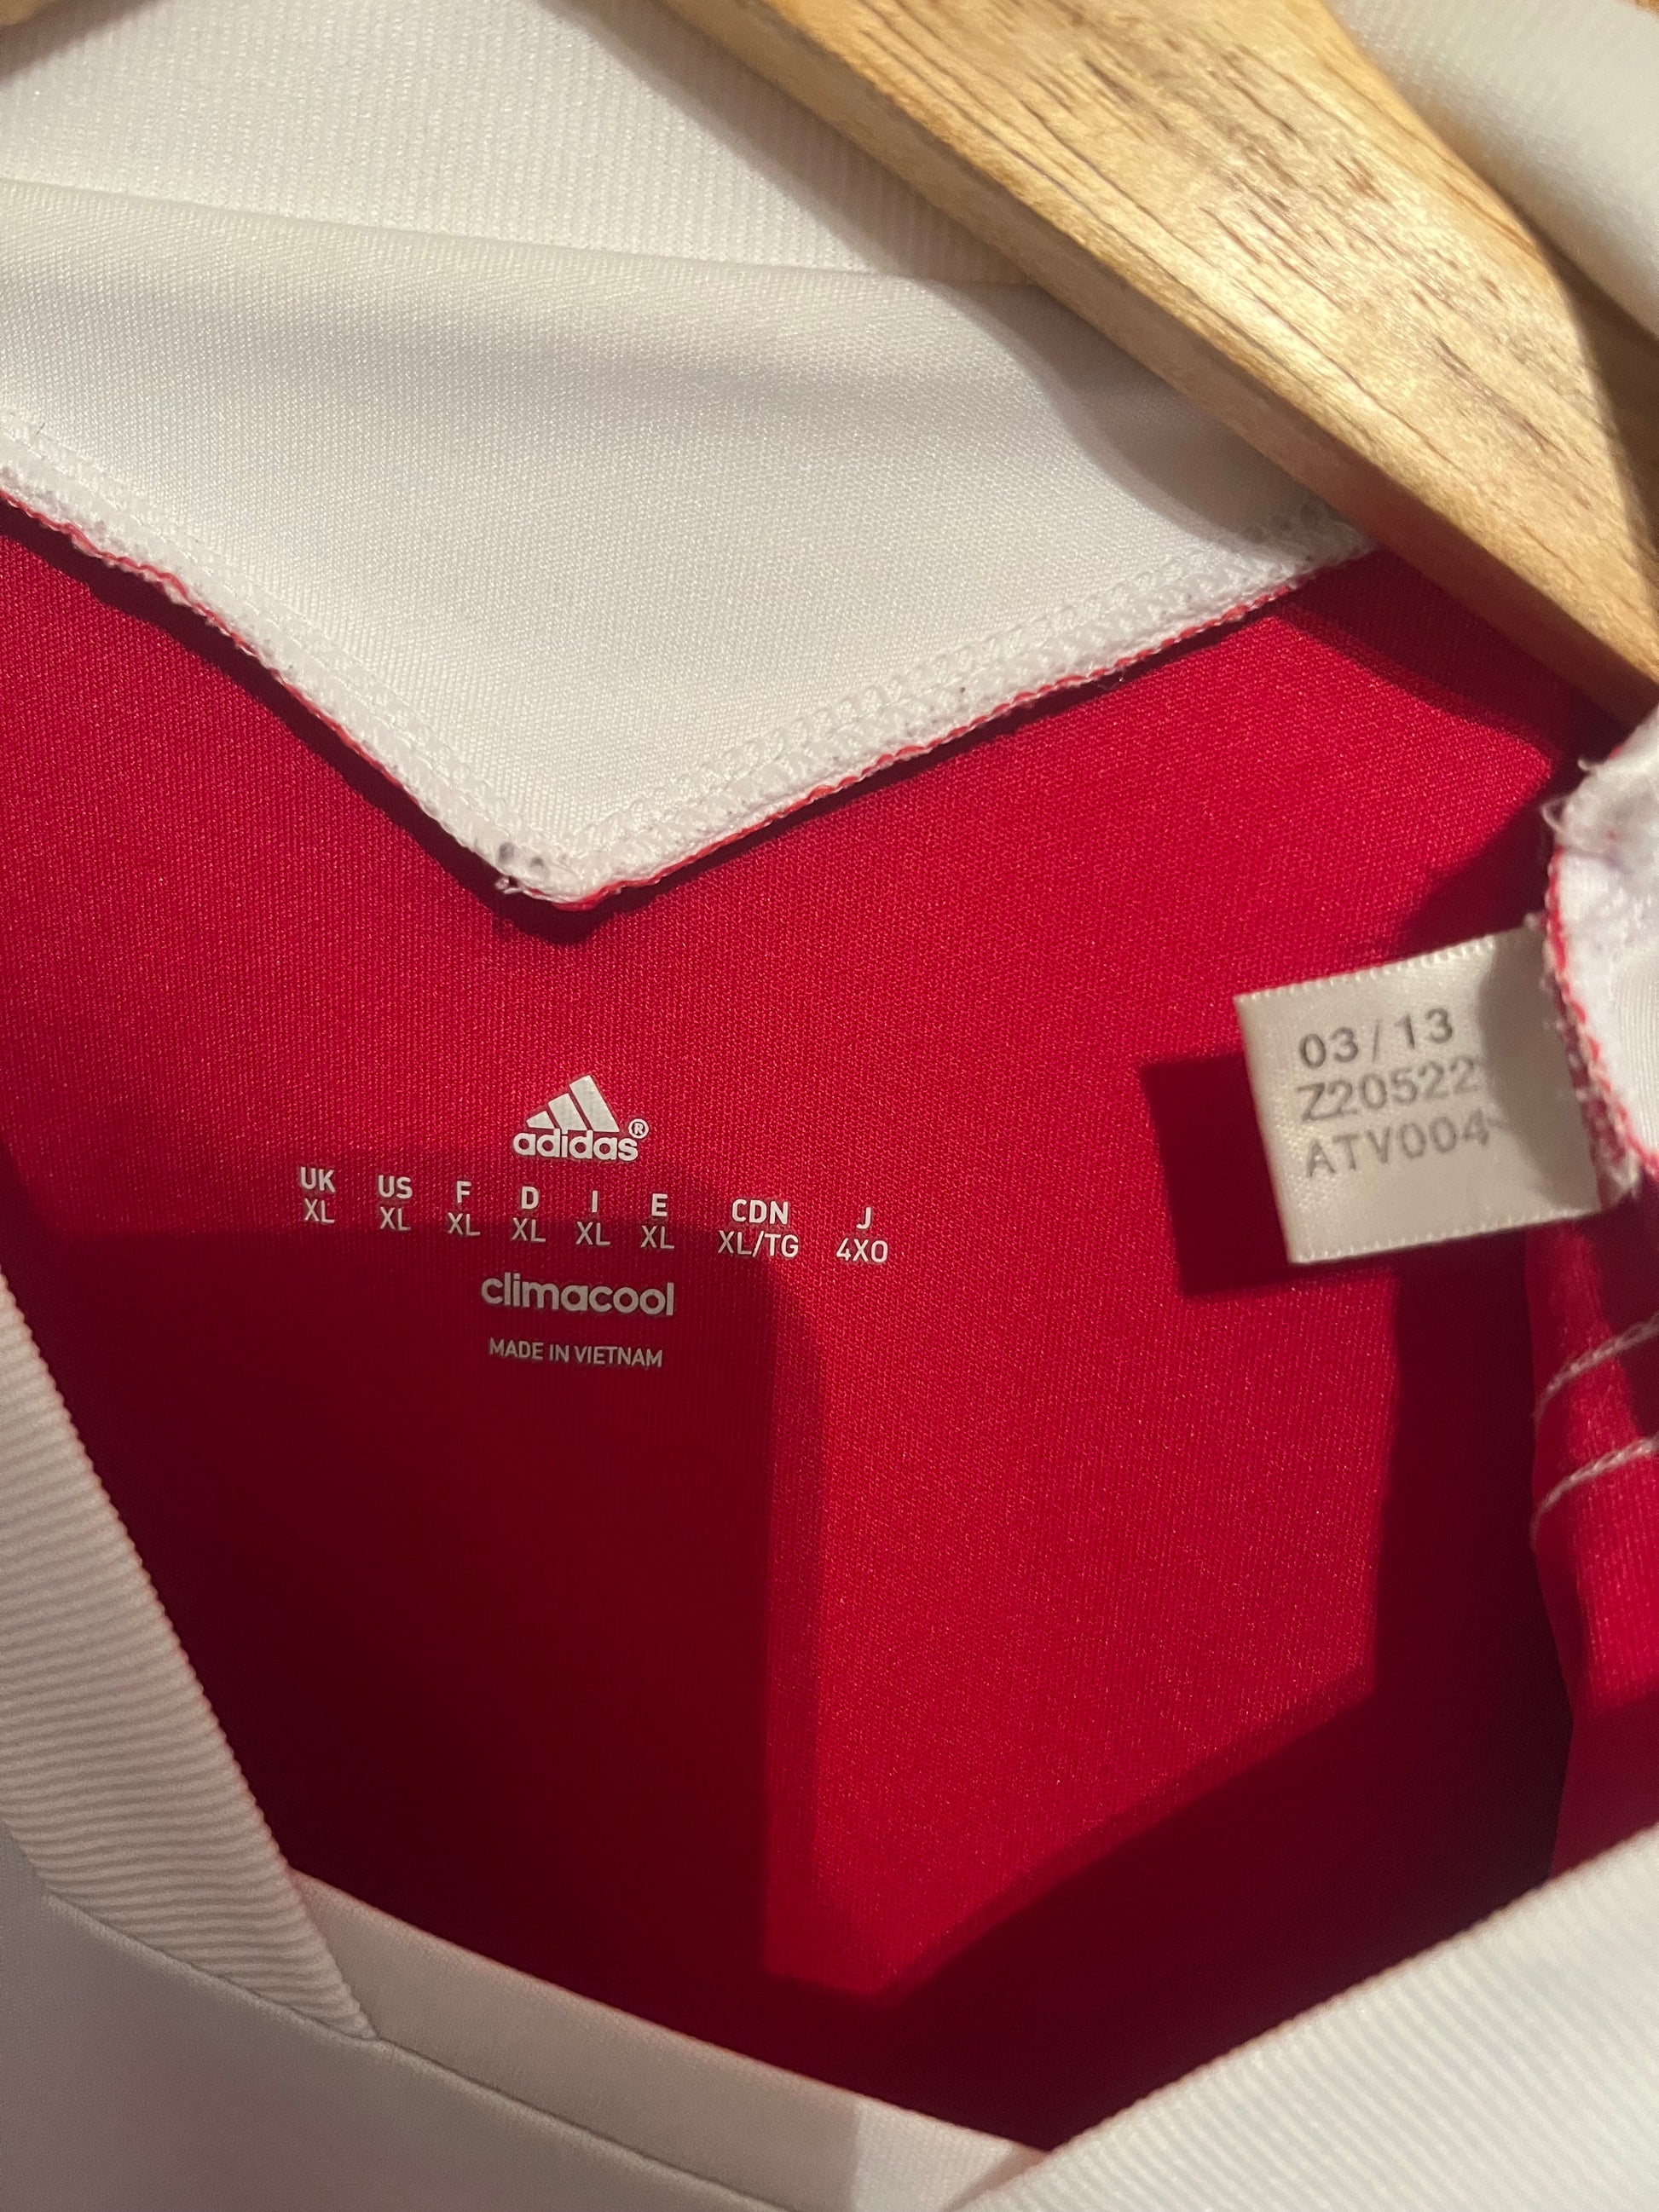 adidas®
UK US F D I E CDN J
XL XL XL XL XL XL XL/TG 4XO
climacool
MADE IN VIETNAM
03/13
Z20522
ATV004